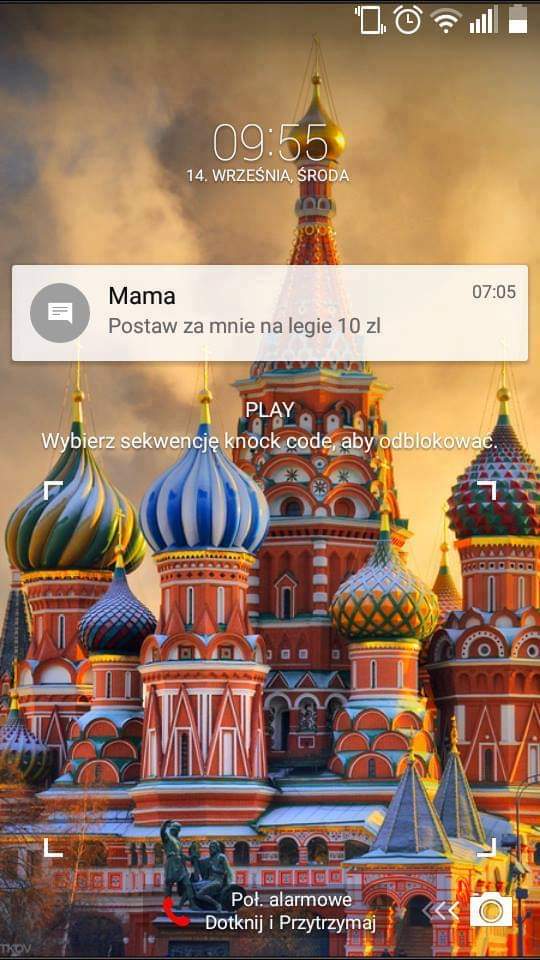 09:55
14. WRZEŚNIA, ŚRODA
Mama
07:05
Postaw za mnie na legie 10 zl
PLAY
Wybierz sekwencję knock code, aby odblokować.
Poł. alarmowe
Dotknij i Przytrzymaj